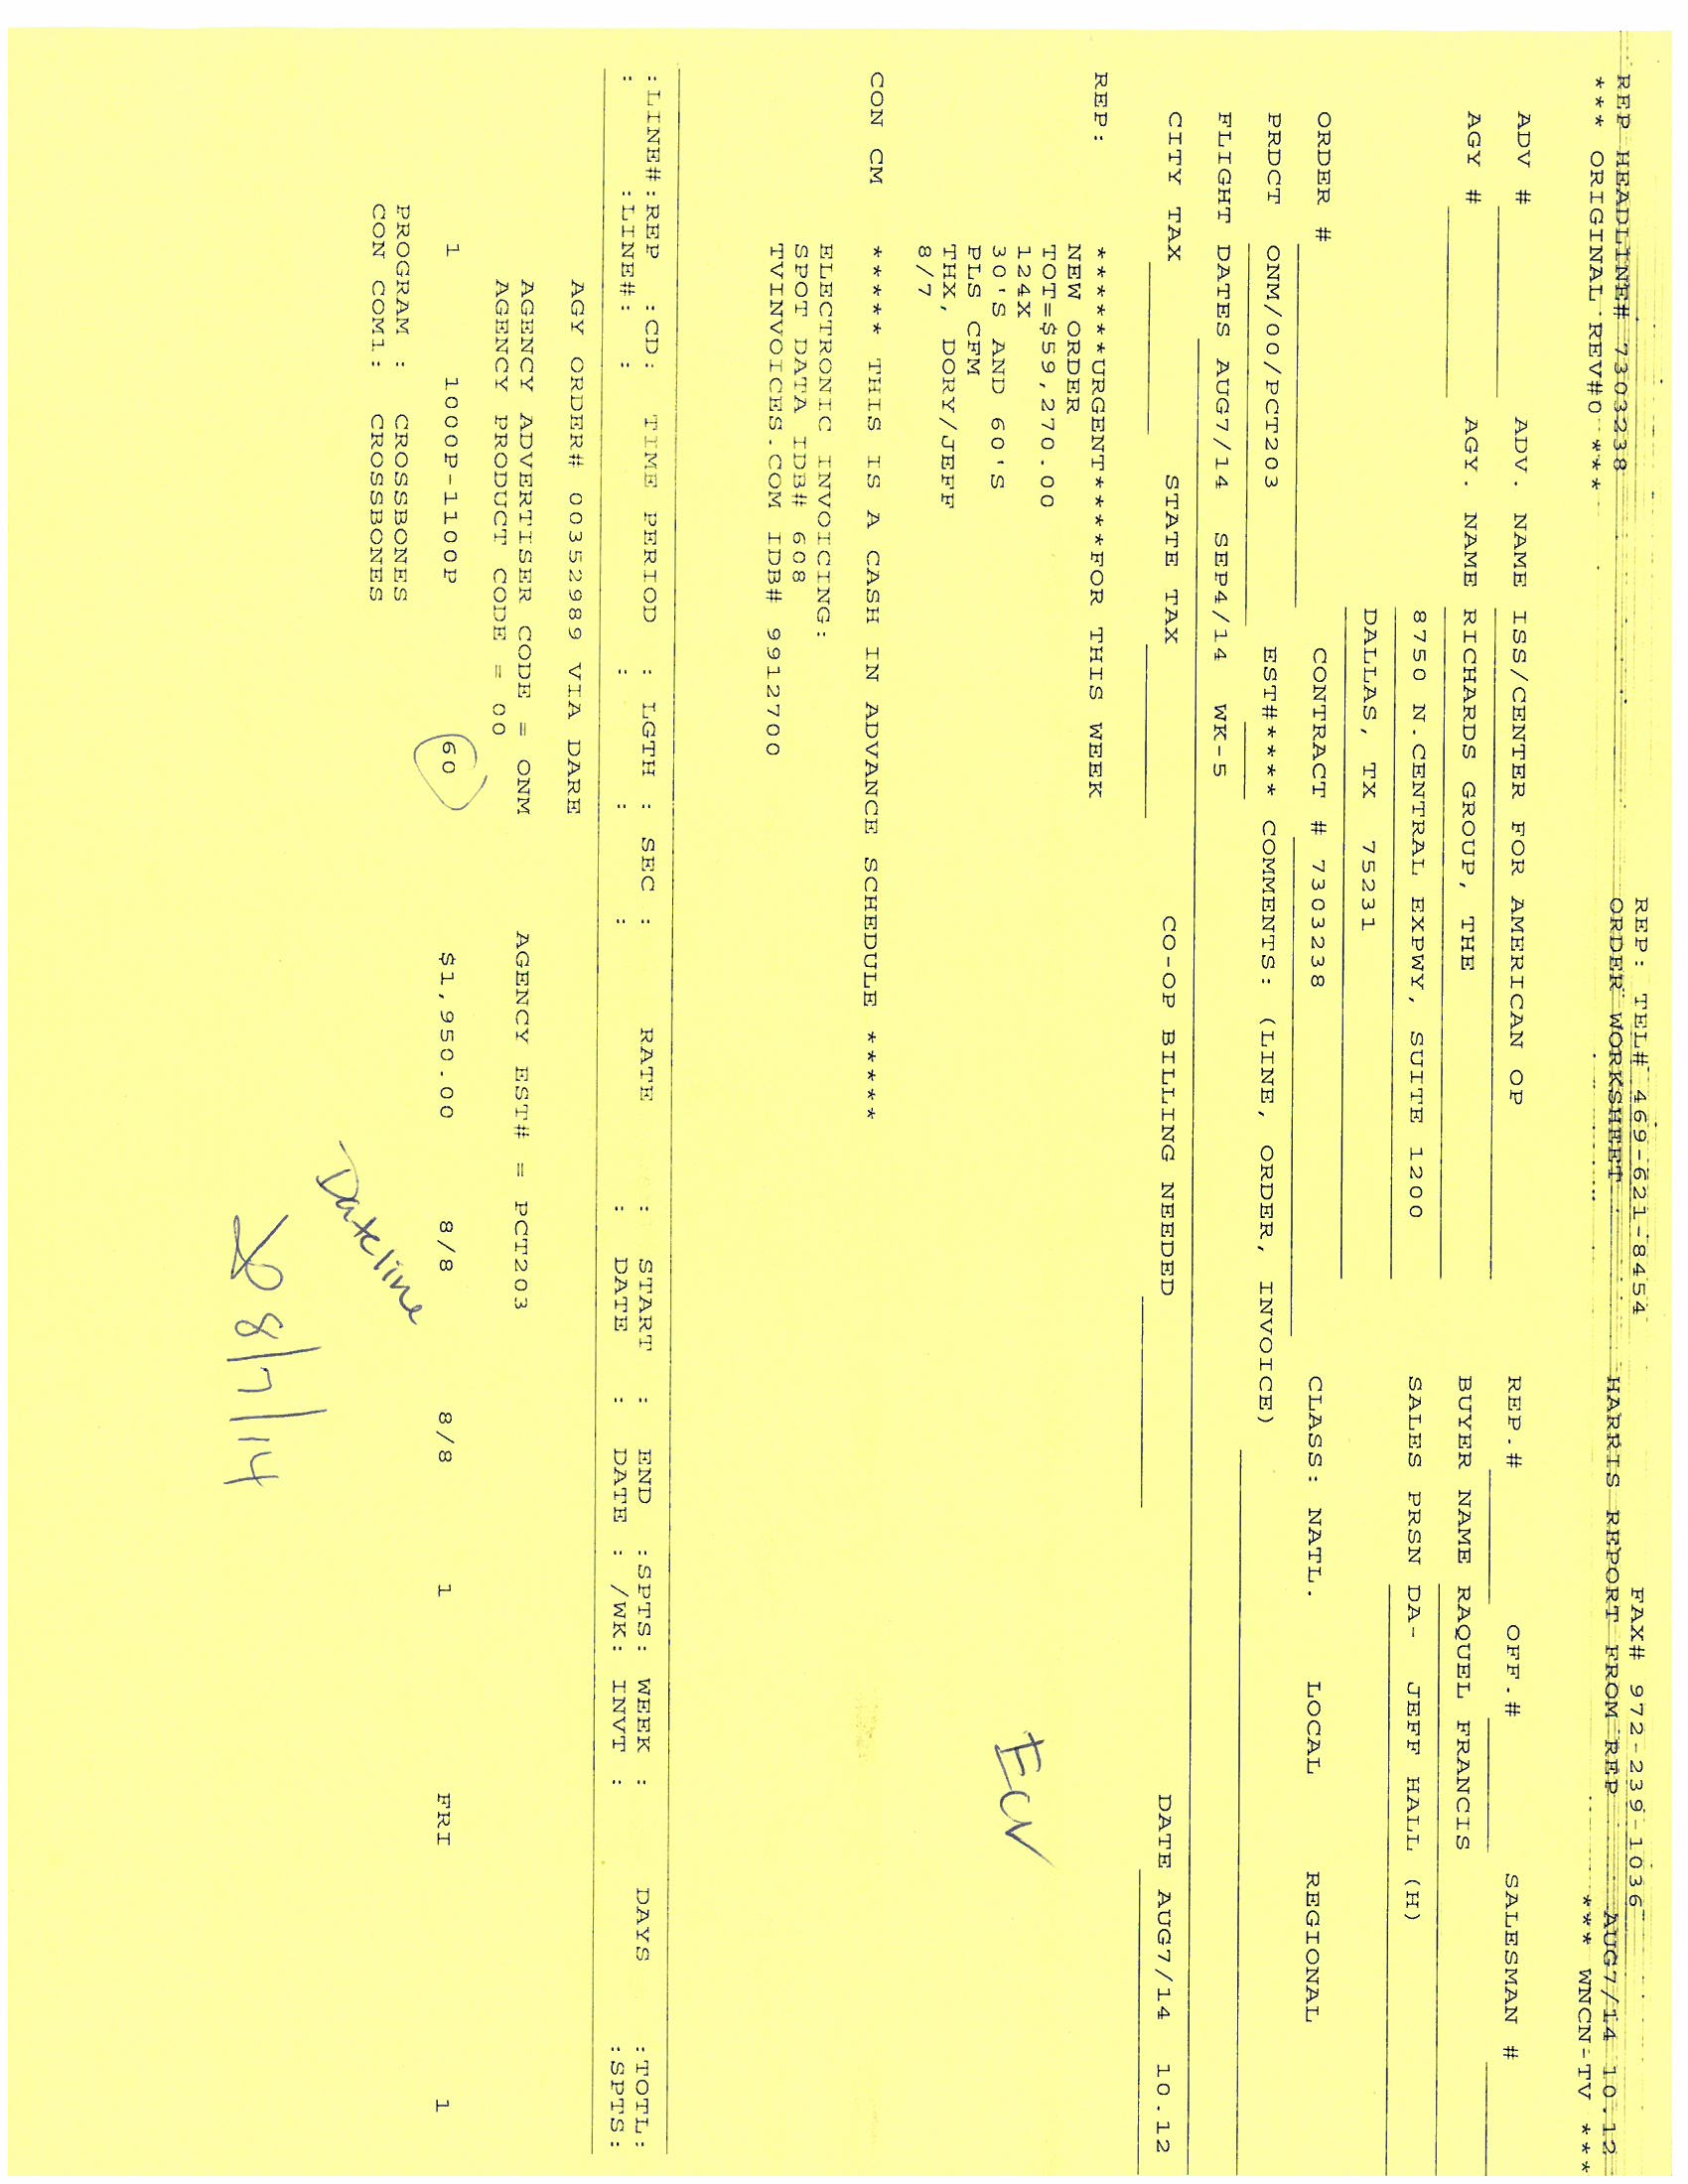 REP: TEL# 469-621-8454 FAX# 972-239-1036
REP HEADLINE# 7303238 ORDER WORKSHEET HARRIS REPORT FROM REP AUG7/14 10.12
*** ORIGINAL REV#0 *** *** WNCN-TV ***
ADV # ADV. NAME ISS/CENTER FOR AMERICAN OP REP.# OFF.# SALESMAN #
AGY # AGY. NAME RICHARDS GROUP, THE BUYER NAME RAQUEL FRANCIS
8750 N.CENTRAL EXPWY, SUITE 1200 SALES PRSN DA- JEFF HALL (H)
DALLAS, TX 75231
ORDER # CONTRACT # 7303238 CLASS: NATL. LOCAL REGIONAL
PRDCT ONM/00/PCT203 EST#**** COMMENTS: (LINE, ORDER, INVOICE)
FLIGHT DATES AUG7/14 SEP4/14 WK-5
CITY TAX STATE TAX CO-OP BILLING NEEDED DATE AUG7/14 10.12
REP: ******URGENT****FOR THIS WEEK
NEW ORDER
TOT=$59,270.00
124X
30'S AND 60'S
PLS CFM
THX, DORY/JEFF
8/7
CON CM ***** THIS IS A CASH IN ADVANCE SCHEDULE *****
ELECTRONIC INVOICING:
SPOT DATA IDB# 608
TVINVOICES.COM IDB# 9912700
:LINE#:REP :CD: TIME PERIOD : LGTH : SEC : RATE : START : END :SPTS: WEEK : DAYS :TOTL:
: :LINE#: : : : : DATE : DATE : /WK: INVT : :SPTS:
AGY ORDER# 00352989 VIA DARE
AGENCY ADVERTISER CODE = ONM AGENCY EST# = PCT203
AGENCY PRODUCT CODE = 00
1 1000P-1100P 60 $1,950.00 8/8 8/8 1 FRI 1
PROGRAM : CROSSBONES
CON COM1: CROSSBONES
Dateline
8/7/14